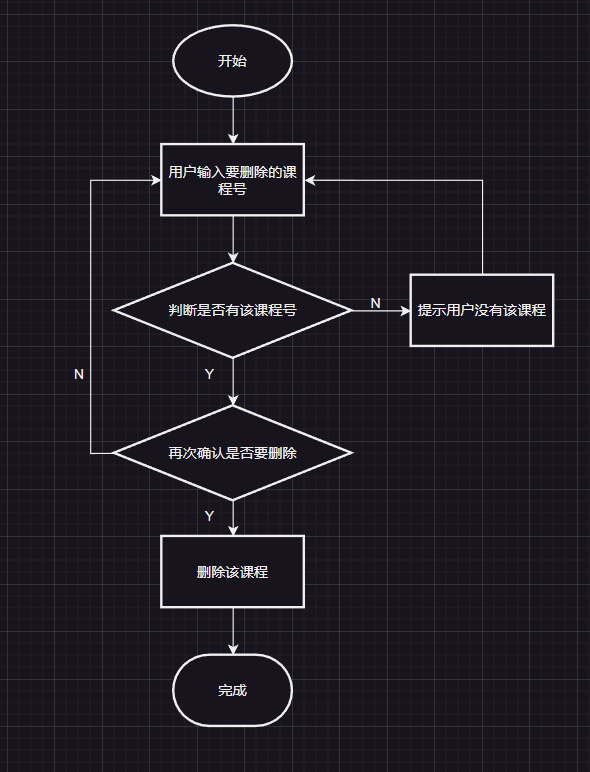 开始
用户输入要删除的课
程号
判断是否有该课程号
N
提示用户没有该课程
N
Y
再次确认是否要删除
Y
删除该课程
完成